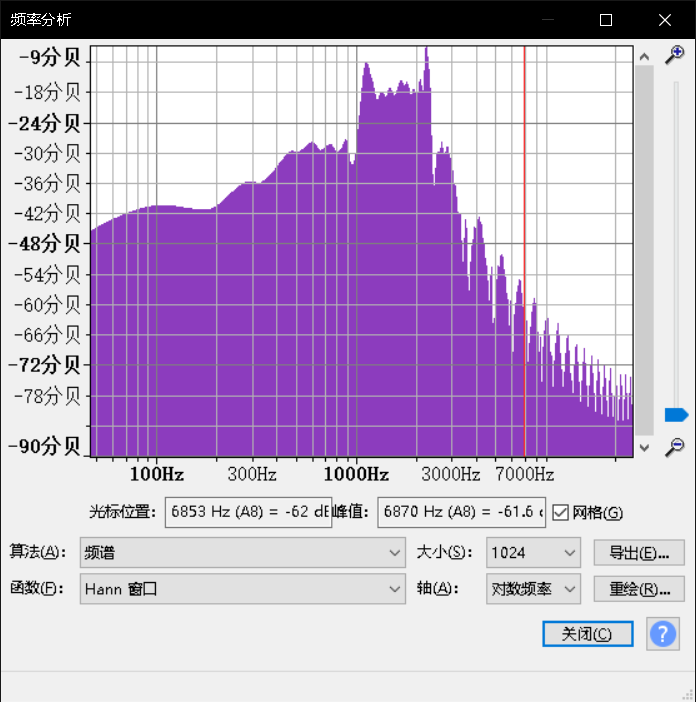 频率分析
-9分贝
-18分贝
-24分贝
-30分贝
-36分贝
-42分贝
-48分贝
-54分贝
-60分贝
-66分贝
-72分贝
-78分贝
-90分贝
100Hz 300Hz 1000Hz 3000Hz 7000Hz
光标位置: 6853 Hz (A8) = -62 dB 峰值: 6870 Hz (A8) = -61.6 网格(G)
算法(A): 频谱 大小(S): 1024 导出(E)...
函数(F): Hann 窗口 轴(A): 对数频率 重绘(R)...
关闭(C) ?